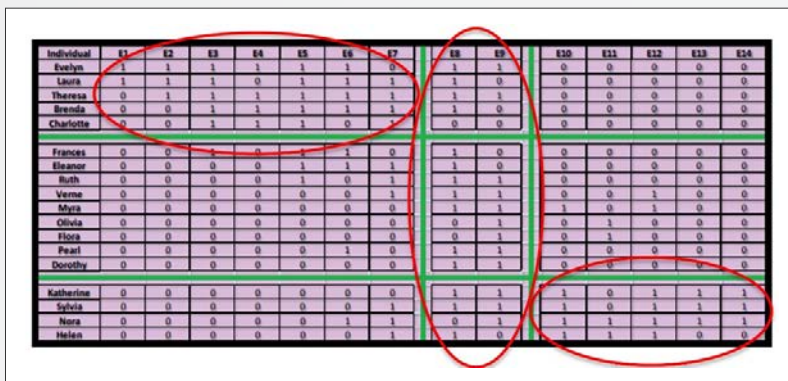 Individual E1 E2 E3 E4 E5 E6 E7 E8 E9 E10 E11 E12 E13 E14
Evelyn 1 1 1 1 1 0 1 1 0 0 0 0 0
Laura 1 1 1 0 1 1 1 1 0 0 0 0 0 0
Theresa 0 1 1 1 1 1 1 1 1 0 0 0 0 0
Brenda 0 0 1 1 1 1 1 1 0 0 0 0 0 0
Charlotte 0 0 1 1 1 0 1 0 0 0 0 0 0 0
Frances 0 0 1 0 1 1 0 1 0 0 0 0 0 0
Eleanor 0 0 0 0 1 1 1 1 0 0 0 0 0 0
Ruth 0 0 0 0 1 0 1 1 1 0 0 0 0 0
Verne 0 0 0 0 0 0 1 1 1 0 0 1 0 0
Myra 0 0 0 0 0 0 0 1 1 1 0 1 0 0
Olivia 0 0 0 0 0 0 0 0 1 0 1 0 0 0
Flora 0 0 0 0 0 0 0 0 1 0 1 0 0 0
Pearl 0 0 0 0 0 1 0 1 1 0 0 0 0 0
Dorothy 0 0 0 0 0 0 0 1 1 0 0 0 0 0
Katherine 0 0 0 0 0 0 0 1 1 1 0 1 1 1
Sylvia 0 0 0 0 0 0 1 1 1 1 0 1 1 1
Nora 0 0 0 0 0 1 1 0 1 1 1 1 1 1
Helen 0 0 0 0 0 0 1 1 0 1 1 1 0 0